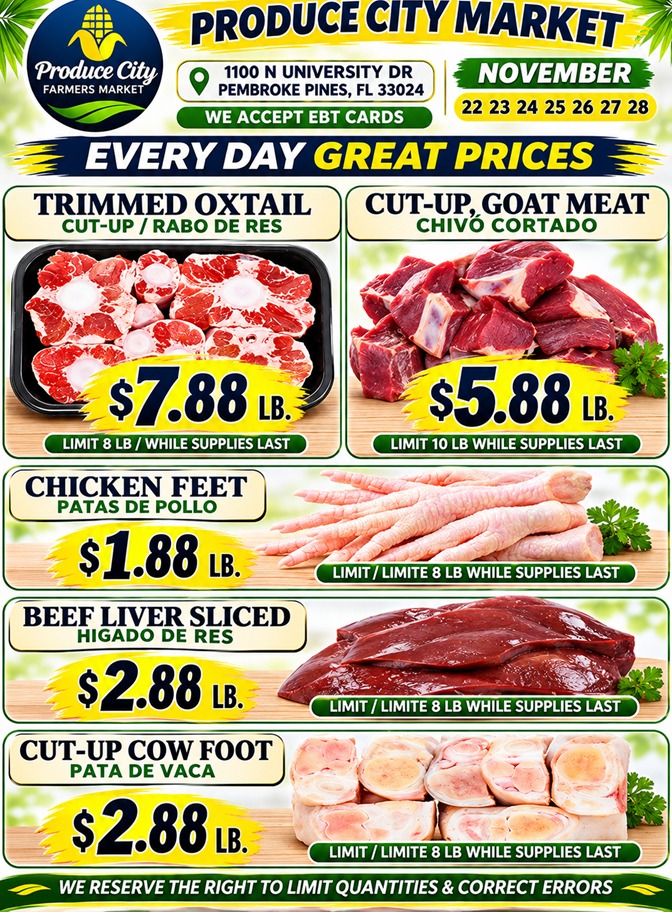 PRODUCE CITY MARKET
Produce City
FARMERS MARKET
1100 N UNIVERSITY DR
PEMBROKE PINES, FL 33024
WE ACCEPT EBT CARDS
NOVEMBER
22 23 24 25 26 27 28
EVERY DAY GREAT PRICES
TRIMMED OXTAIL
CUT-UP / RABO DE RES
$7.88 LB.
LIMIT 8 LB / WHILE SUPPLIES LAST
CUT-UP, GOAT MEAT
CHIVÓ CORTADO
$5.88 LB.
LIMIT 10 LB WHILE SUPPLIES LAST
CHICKEN FEET
PATAS DE POLLO
$1.88 LB.
LIMIT / LIMITE 8 LB WHILE SUPPLIES LAST
BEEF LIVER SLICED
HIGADO DE RES
$2.88 LB.
LIMIT / LIMITE 8 LB WHILE SUPPLIES LAST
CUT-UP COW FOOT
PATA DE VACA
$2.88 LB.
LIMIT / LIMITE 8 LB WHILE SUPPLIES LAST
WE RESERVE THE RIGHT TO LIMIT QUANTITIES & CORRECT ERRORS